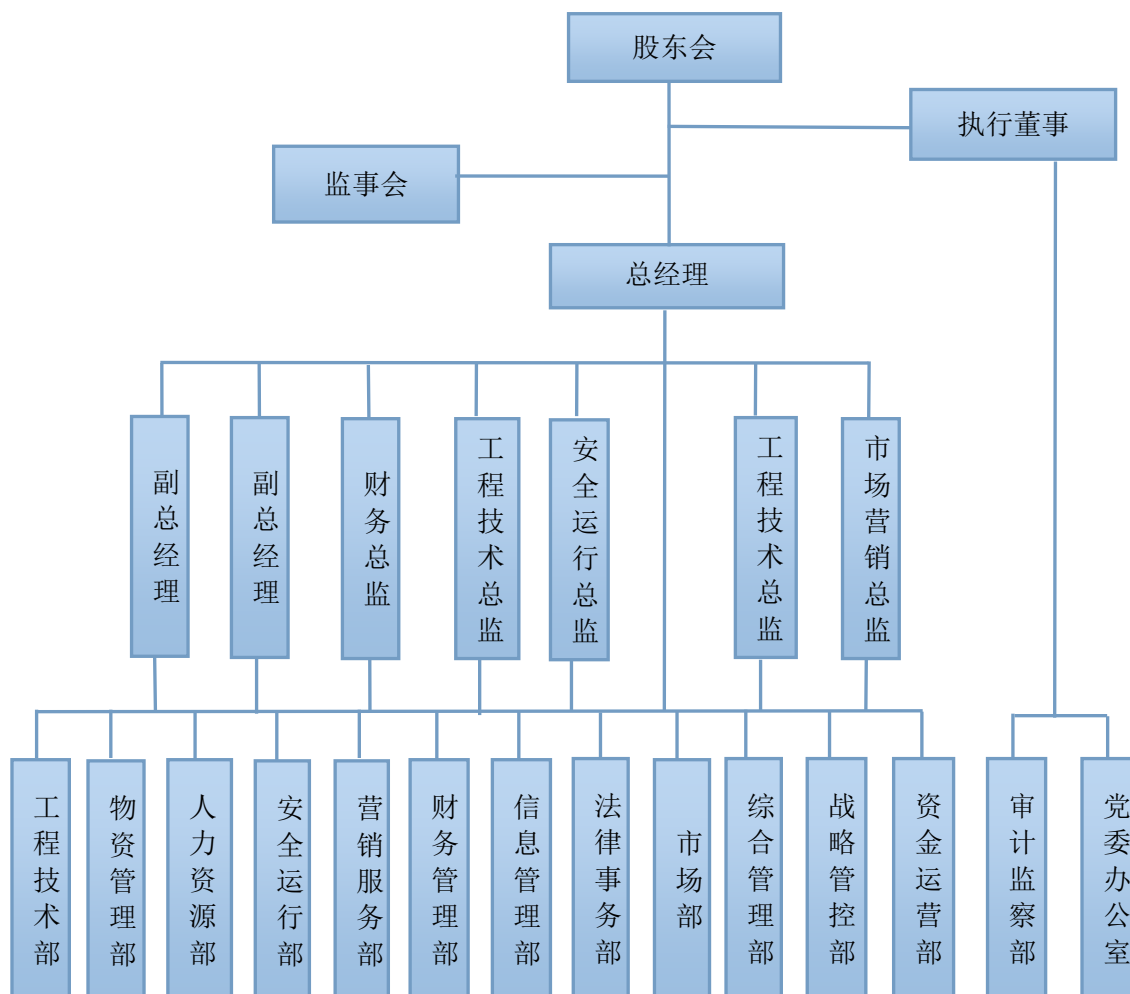 股东会
执行董事
监事会
总经理
副总经理
副总经理
财务总监
工程技术总监
安全运行总监
工程技术总监
市场营销总监
工程技术部
物资管理部
人力资源部
安全运行部
营销服务部
财务管理部
信息管理部
法律事务部
市场部
综合管理部
战略管控部
资金运营部
审计监察部
党委办公室